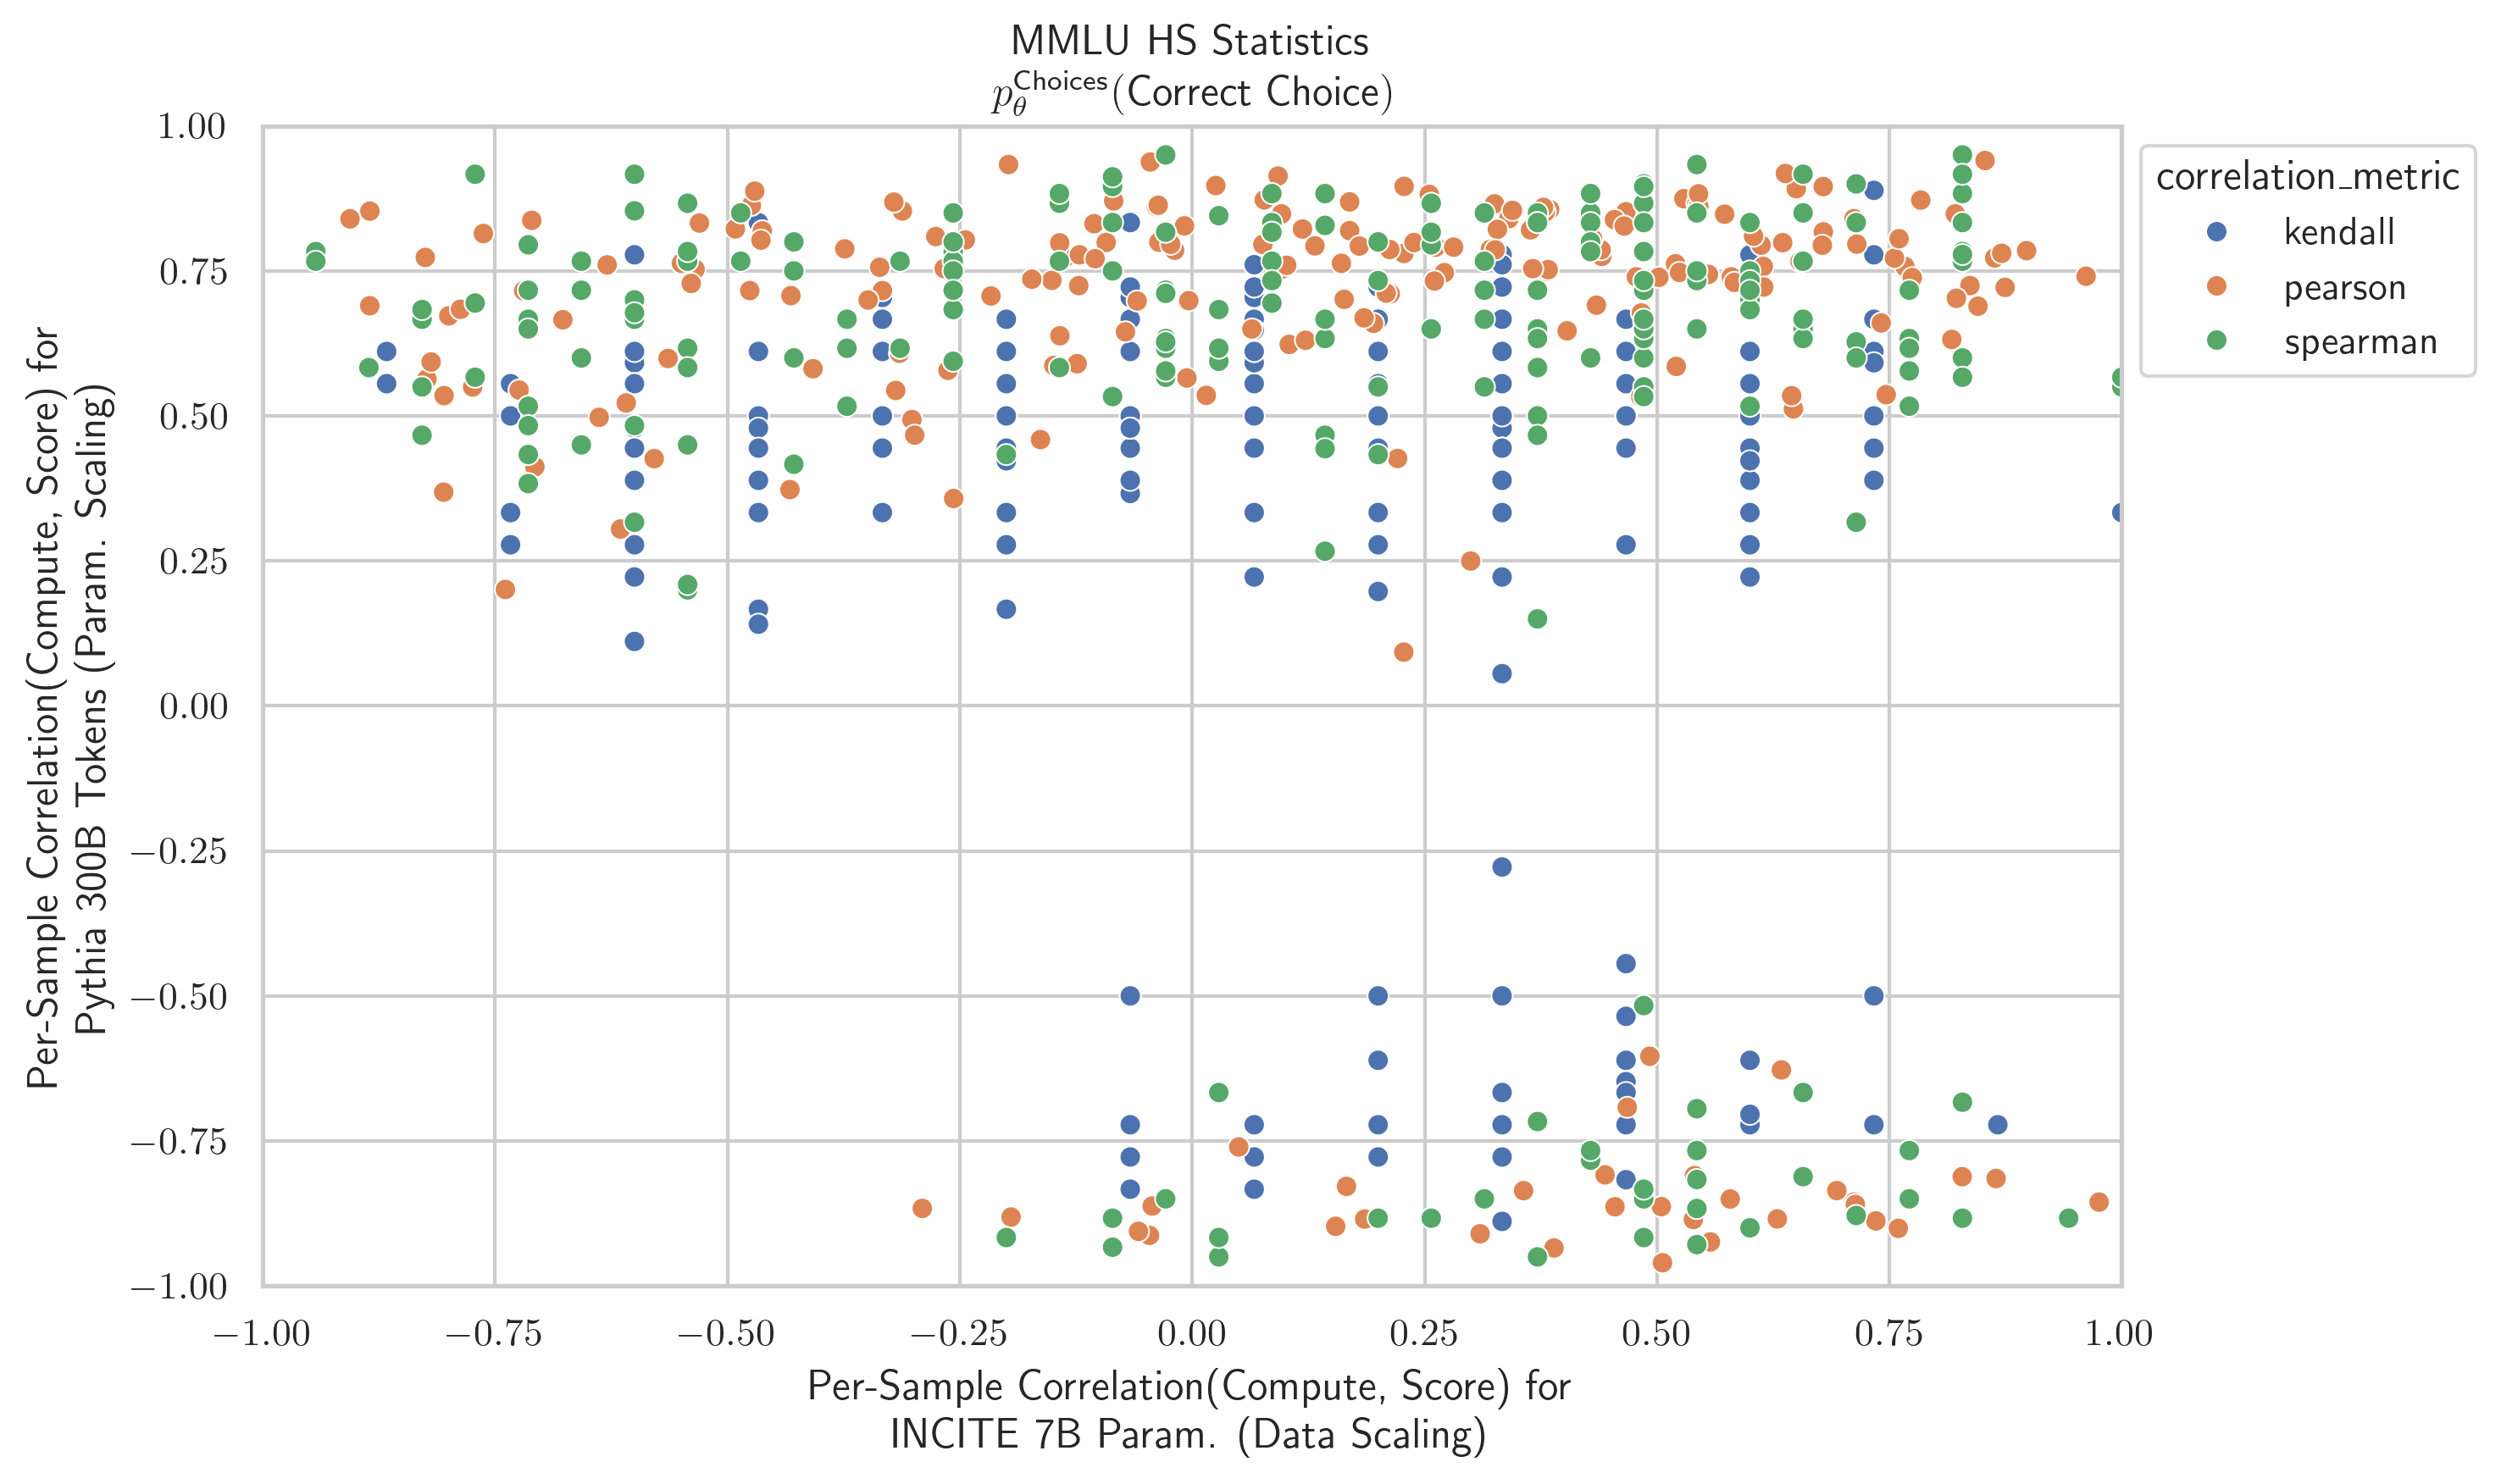 MMLU HS Statistics
p_θ^Choices(Correct Choice)
1.00
0.75
0.50
0.25
0.00
−0.25
−0.50
−0.75
−1.00
Per-Sample Correlation(Compute, Score) for
Pythia 300B Tokens (Param. Scaling)
correlation_metric
kendall
pearson
spearman
−1.00
−0.75
−0.50
−0.25
0.00
0.25
0.50
0.75
1.00
Per-Sample Correlation(Compute, Score) for
INCITE 7B Param. (Data Scaling)